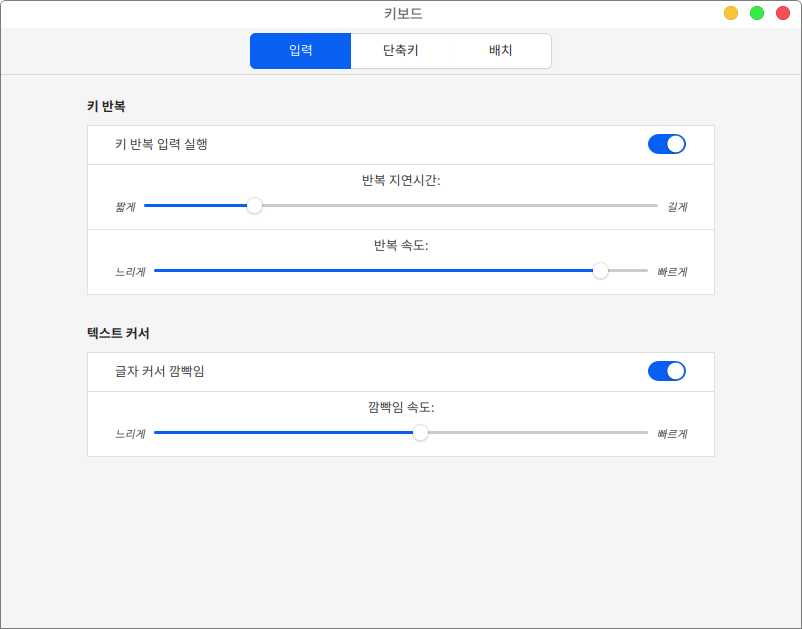 키보드
입력 단축키 배치
키 반복
키 반복 입력 실행
반복 지연시간:
짧게 길게
반복 속도:
느리게 빠르게
텍스트 커서
글자 커서 깜빡임
깜빡임 속도:
느리게 빠르게